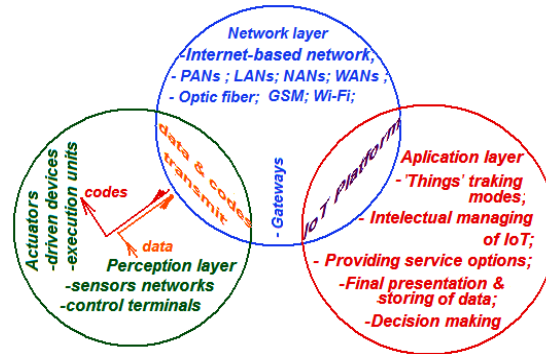 Network layer
-Internet-based network;
- PANs ; LANs; NANs; WANs ;
- Optic fiber; GSM; Wi-Fi;
- Gateways
data & codes
transmit
IoT Platform
Actuators
-driven devices
-execution units
codes
data
Perception layer
-sensors networks
-control terminals
Aplication layer
-'Things' traking
modes;
- Intelectual managing
of IoT;
- Providing service options;
-Final presentation &
storing of data;
-Decision making